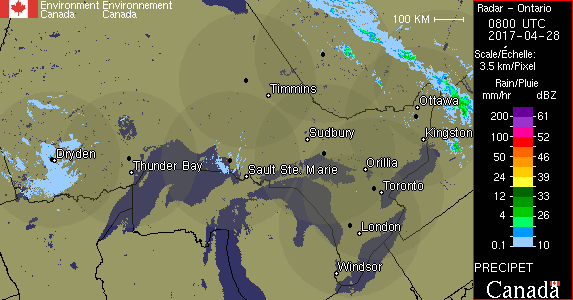 Environment Environnement
Canada Canada
100 KM
Timmins
Ottawa
Sudbury
Kingston
Dryden
Thunder Bay
Sault Ste. Marie
Orillia
Toronto
London
Windsor
Radar – Ontario
0800 UTC
2017-04-28
Scale/Échelle:
3.5 km/Pixel
Rain/Pluie
mm/hr dBZ
200 61
100 52
50 46
24 39
12 33
4 26
0.1 10
PRECIPET
Canada